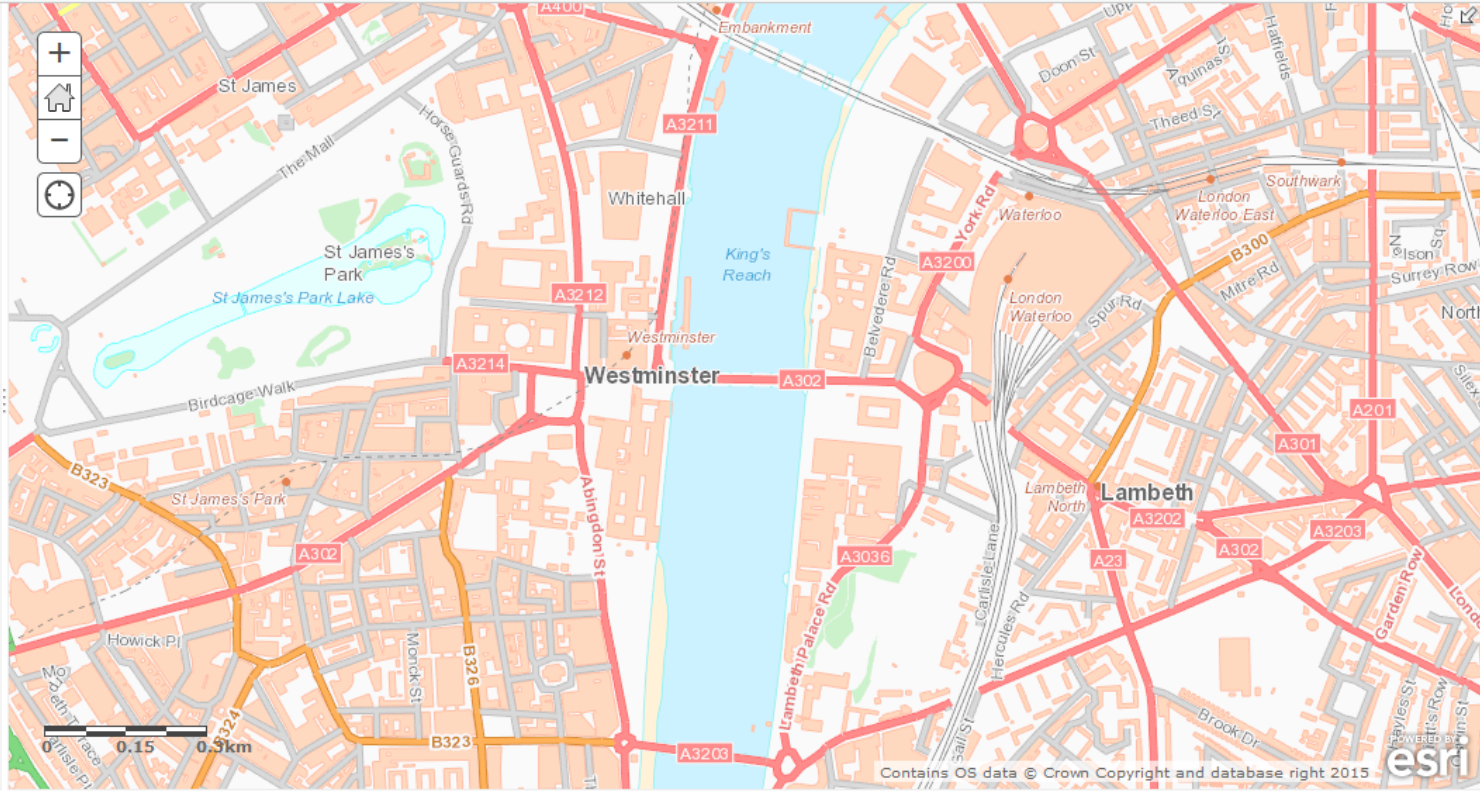 A400
Embankment
Upp
St James
Doon St
Aquinas St
Hatfields
A3211
Theed St
Horse Guards Rd
The Mall
Whitehall
York Rd
Waterloo
London
Waterloo East
Southwark
St James's
Park
St James's Park Lake
King's
Reach
A3200
B300
Nelson Sq
Surrey Row
Mitre Rd
A3212
Belvedere Rd
London
Waterloo
Spur Rd
North
Westminster
A3214
Westminster
A302
Birdcage Walk
Silex
A201
A301
B323
St James's Park
Abingdon St
Lambeth
North
Lambeth
A3202
A3203
A302
A302
A3036
A23
Carlisle Lane
Hercules Rd
Garden Row
Londo
Howick Pl
Monck St
B326
Lambeth Palace Rd
B324
B323
A3203
Brook Dr
0
0.15
0.3km
Contains OS data © Crown Copyright and database right 2015
POWERED BY
esri